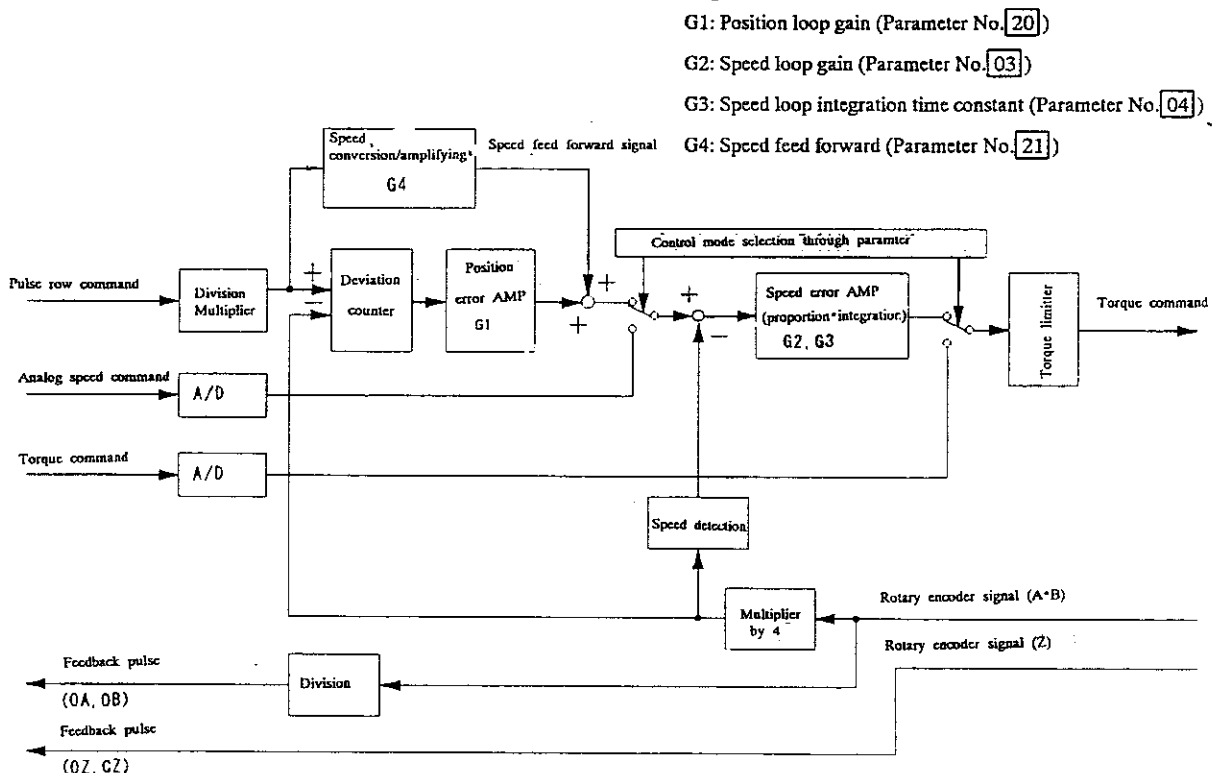 G1: Position loop gain (Parameter No. 20)
G2: Speed loop gain (Parameter No. 03)
G3: Speed loop integration time constant (Parameter No. 04)
G4: Speed feed forward (Parameter No. 21)
Speed
conversion/amplifying
G4
Speed feed forward signal
Control mode selection through paramter
Pulse row command
Division
Multiplier
+
−
Deviation
counter
Position
error AMP
G1
+
+
+
−
Speed error AMP
(proportion•integration)
G2, G3
Torque limitter
Torque command
Analog speed command
A/D
Torque command
A/D
Speed detection
Multiplier
by 4
Rotary encoder signal (A•B)
Rotary encoder signal (Z)
Feedback pulse
(OA, OB)
Division
Feedback pulse
(OZ, CZ)